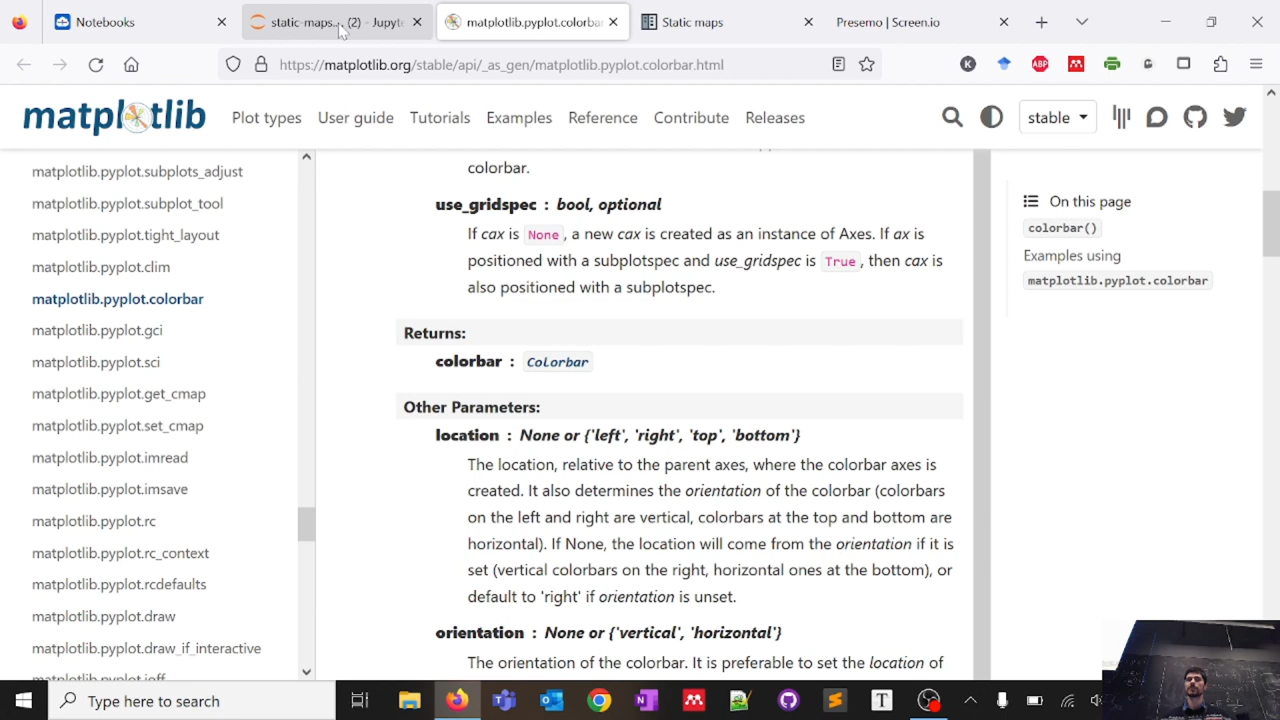 Notebooks
static-maps... (2) - Jupyte
matplotlib.pyplot.colorba
Static maps
Presemo | Screen.io
https://matplotlib.org/stable/api/_as_gen/matplotlib.pyplot.colorbar.html
matplotlib
Plot types
User guide
Tutorials
Examples
Reference
Contribute
Releases
stable
matplotlib.pyplot.subplots_adjust
matplotlib.pyplot.subplot_tool
matplotlib.pyplot.tight_layout
matplotlib.pyplot.clim
matplotlib.pyplot.colorbar
matplotlib.pyplot.gci
matplotlib.pyplot.sci
matplotlib.pyplot.get_cmap
matplotlib.pyplot.set_cmap
matplotlib.pyplot.imread
matplotlib.pyplot.imsave
matplotlib.pyplot.rc
matplotlib.pyplot.rc_context
matplotlib.pyplot.rcdefaults
matplotlib.pyplot.draw
matplotlib.pyplot.draw_if_interactive
matplotlib.pyplot.ioff
colorbar.
use_gridspec : bool, optional
If cax is None, a new cax is created as an instance of Axes. If ax is
positioned with a subplotspec and use_gridspec is True, then cax is
also positioned with a subplotspec.
Returns:
colorbar : Colorbar
Other Parameters:
location : None or {'left', 'right', 'top', 'bottom'}
The location, relative to the parent axes, where the colorbar axes is
created. It also determines the orientation of the colorbar (colorbars
on the left and right are vertical, colorbars at the top and bottom are
horizontal). If None, the location will come from the orientation if it is
set (vertical colorbars on the right, horizontal ones at the bottom), or
default to 'right' if orientation is unset.
orientation : None or {'vertical', 'horizontal'}
The orientation of the colorbar. It is preferable to set the location of
On this page
colorbar()
Examples using
matplotlib.pyplot.colorbar
Type here to search